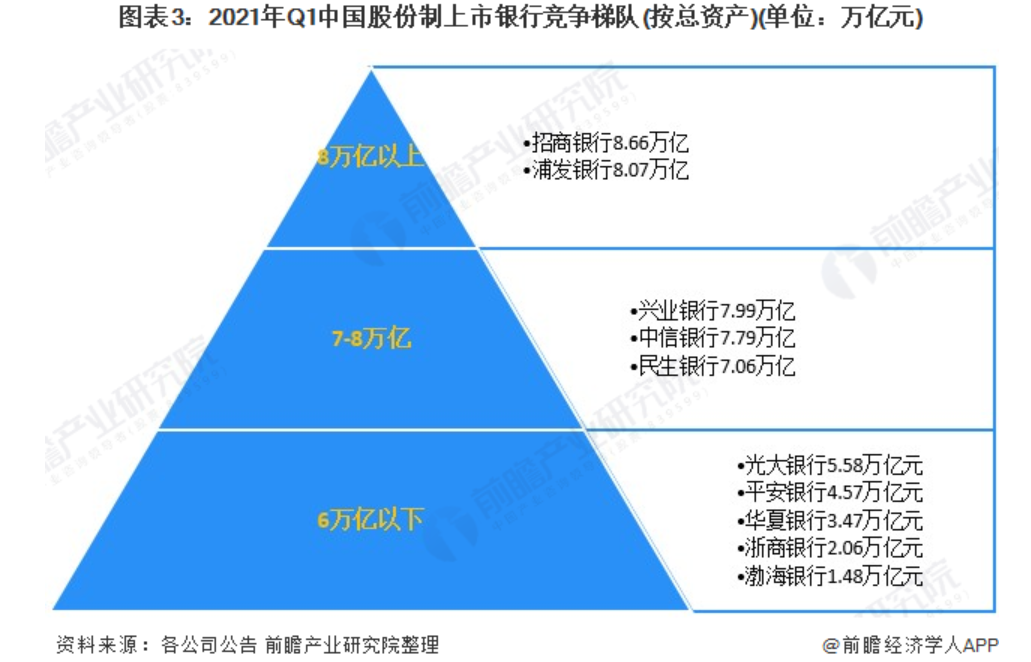 图表3：2021年Q1中国股份制上市银行竞争梯队(按总资产)(单位：万亿元)
8万亿以上
•招商银行8.66万亿
•浦发银行8.07万亿
7-8万亿
•兴业银行7.99万亿
•中信银行7.79万亿
•民生银行7.06万亿
6万亿以下
•光大银行5.58万亿元
•平安银行4.57万亿元
•华夏银行3.47万亿元
•浙商银行2.06万亿元
•渤海银行1.48万亿元
前瞻产业研究院
资料来源：各公司公告 前瞻产业研究院整理
@前瞻经济学人APP